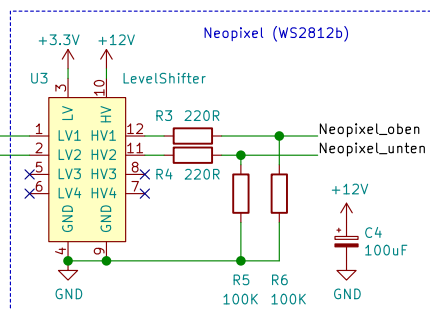 Neopixel (WS2812b)
+3.3V
+12V
U3
LevelShifter
3
10
LV
HV
R3 220R
1 LV1 HV1 12
Neopixel_oben
2 LV2 HV2 11
Neopixel_unten
5 LV3 HV3 8
R4 220R
6 LV4 HV4 7
GND
GND
4
9
+12V
C4
100uF
GND
GND
R5
100K
R6
100K